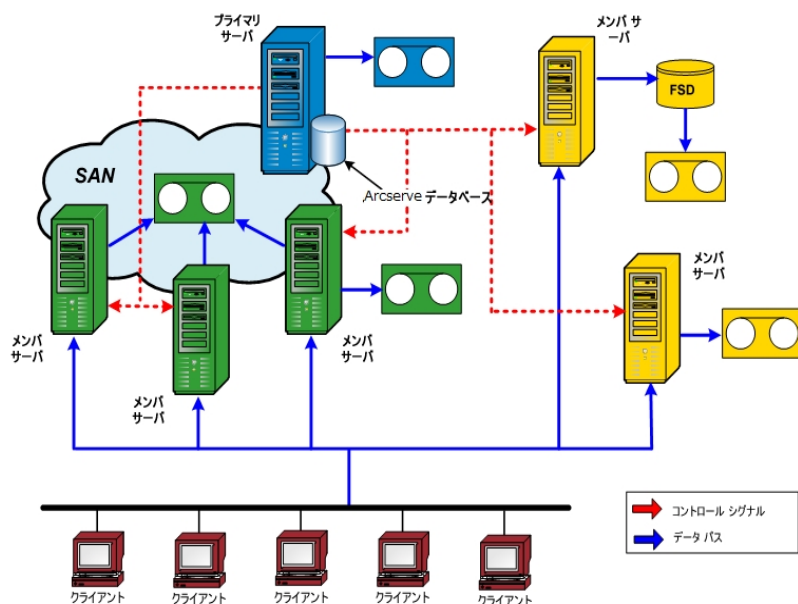 プライマリ
サーバ
メンバ サ
ーバ
FSD
SAN
Arcserve データベース
メンバ
サーバ
メンバ サーバ
メンバ
サーバ
メンバ
サーバ
コントロール シグナル
データ パス
クライアント
クライアント
クライアント
クライアント
クライアント